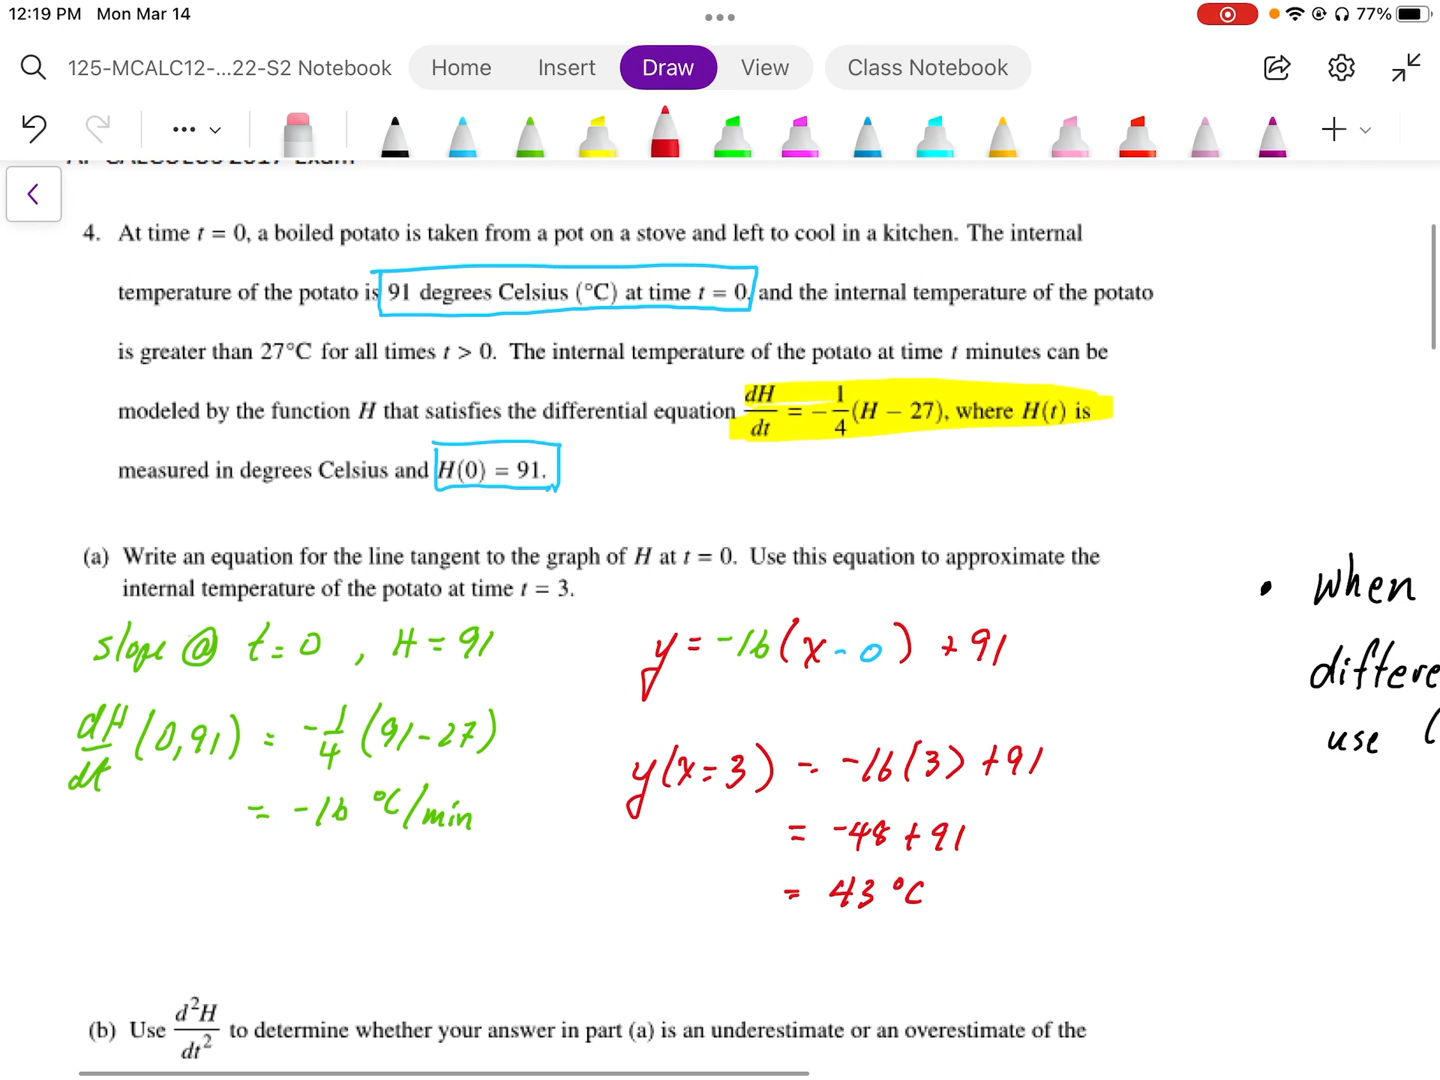 12:19 PM Mon Mar 14
77%
125-MCALC12-...22-S2 Notebook
Home Insert Draw View Class Notebook
AP CALCULUS 2017 Exam
4. At time t = 0, a boiled potato is taken from a pot on a stove and left to cool in a kitchen. The internal
temperature of the potato is 91 degrees Celsius (°C) at time t = 0, and the internal temperature of the potato
is greater than 27°C for all times t > 0. The internal temperature of the potato at time t minutes can be
modeled by the function H that satisfies the differential equation dH/dt = -1/4(H – 27), where H(t) is
measured in degrees Celsius and H(0) = 91.
(a) Write an equation for the line tangent to the graph of H at t = 0. Use this equation to approximate the
internal temperature of the potato at time t = 3.
slope @ t = 0 , H = 91
dH/dt (0,91) = -1/4 (91-27)
= -16 °C/min
y = -16(x - 0) + 91
y(x=3) = -16(3) +91
= -48 + 91
= 43 °C
• when
differe
use (
(b) Use d²H/dt² to determine whether your answer in part (a) is an underestimate or an overestimate of the